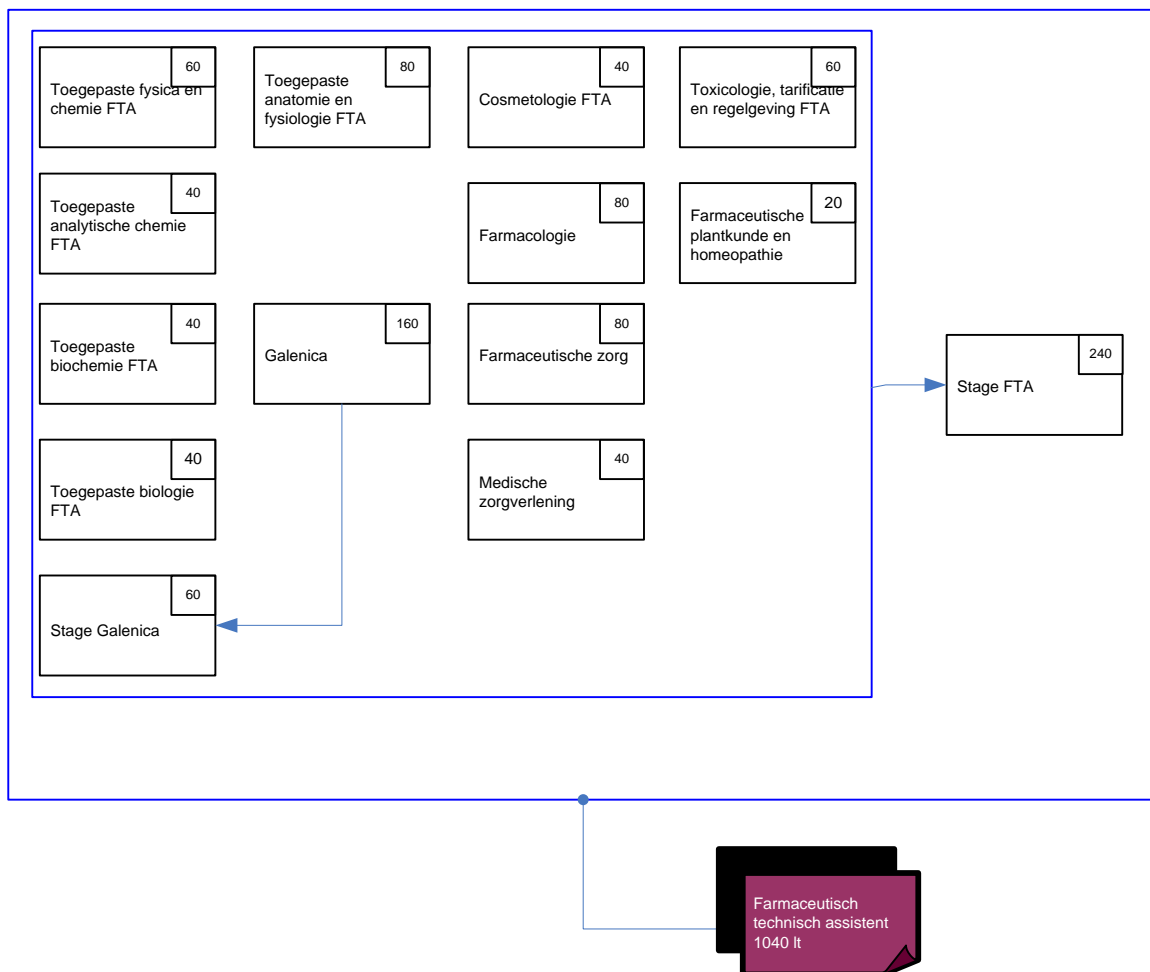 60
Toegepaste fysica en
chemie FTA
80
Toegepaste
anatomie en
fysiologie FTA
40
Cosmetologie FTA
60
Toxicologie, tarificatie
en regelgeving FTA
40
Toegepaste
analytische chemie
FTA
80
Farmacologie
20
Farmaceutische
plantkunde en
homeopathie
40
Toegepaste
biochemie FTA
160
Galenica
80
Farmaceutische zorg
240
Stage FTA
40
Toegepaste biologie
FTA
40
Medische
zorgverlening
60
Stage Galenica
Farmaceutisch
technisch assistent
1040 lt